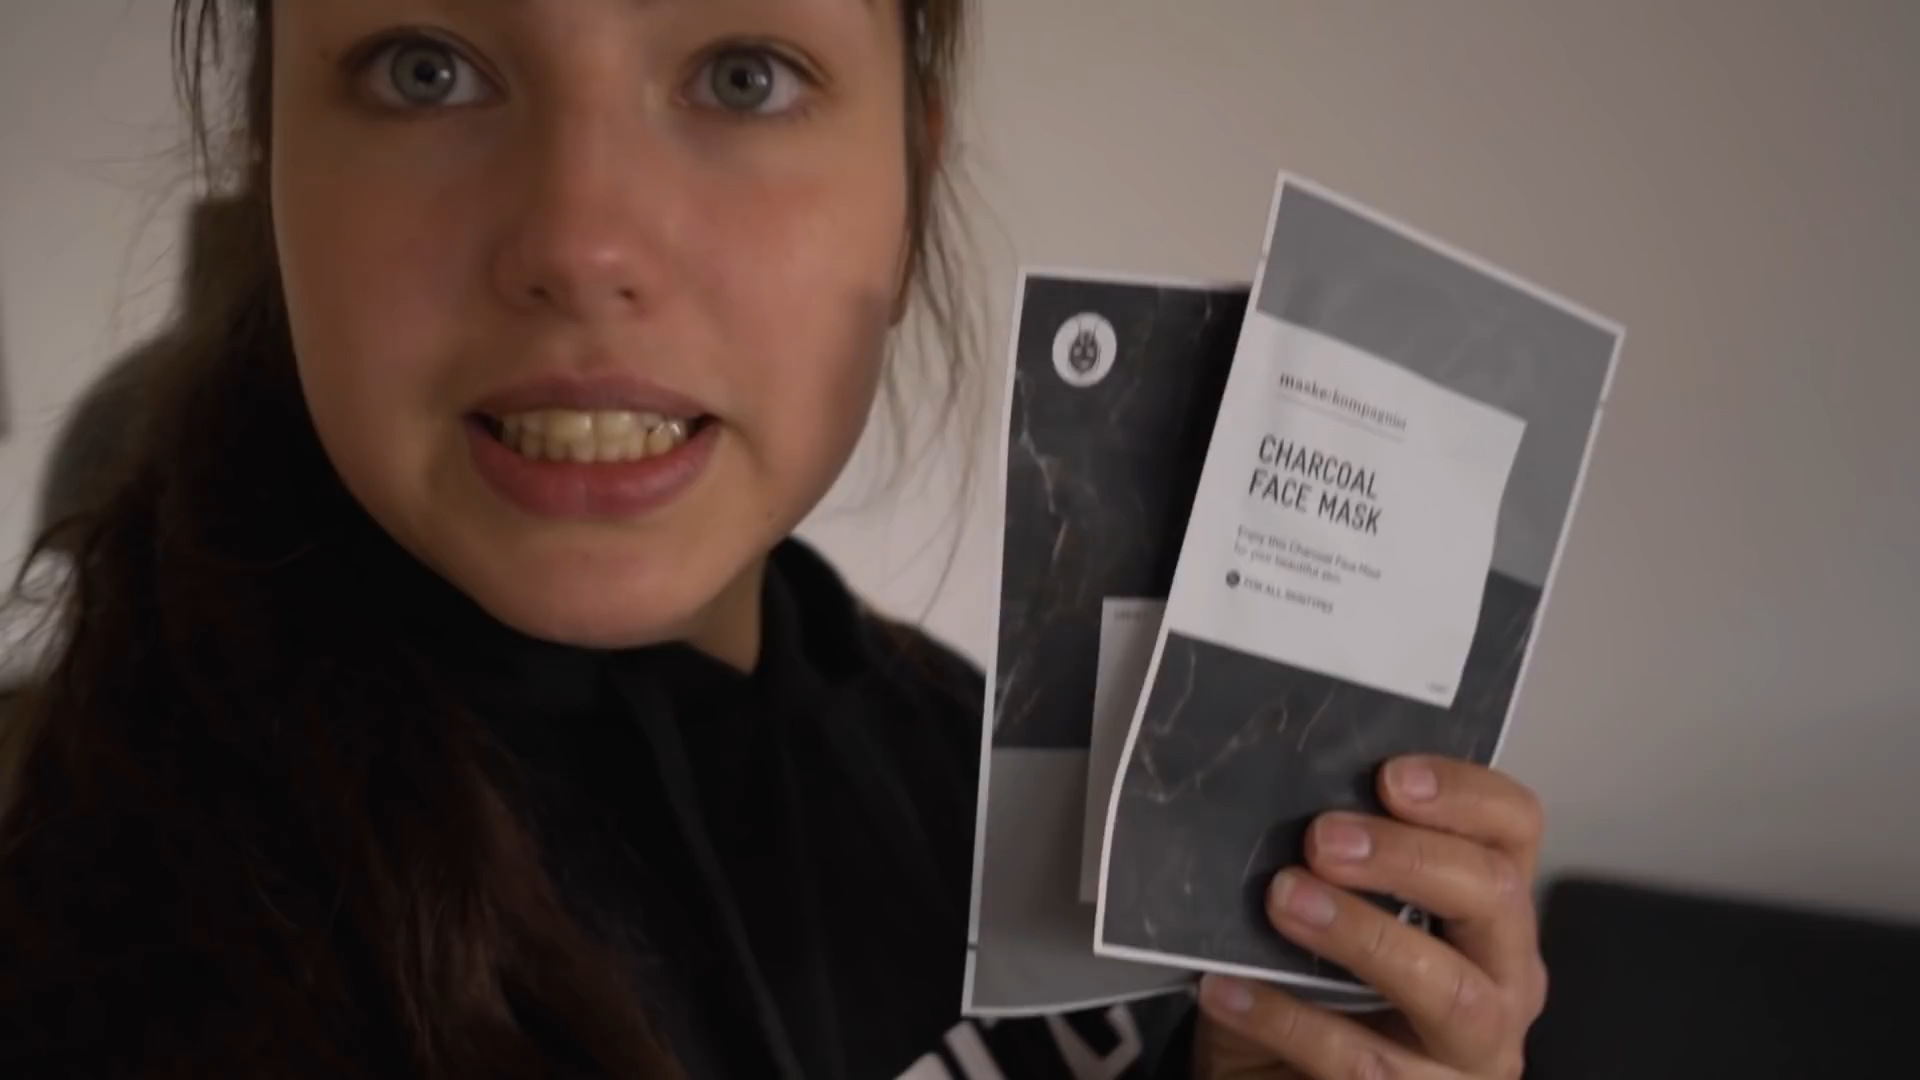 maske:kompagniet
CHARCOAL
FACE MASK
Enjoy this Charcoal Face Mask
for your beautiful skin
FOR ALL SKINTYPES